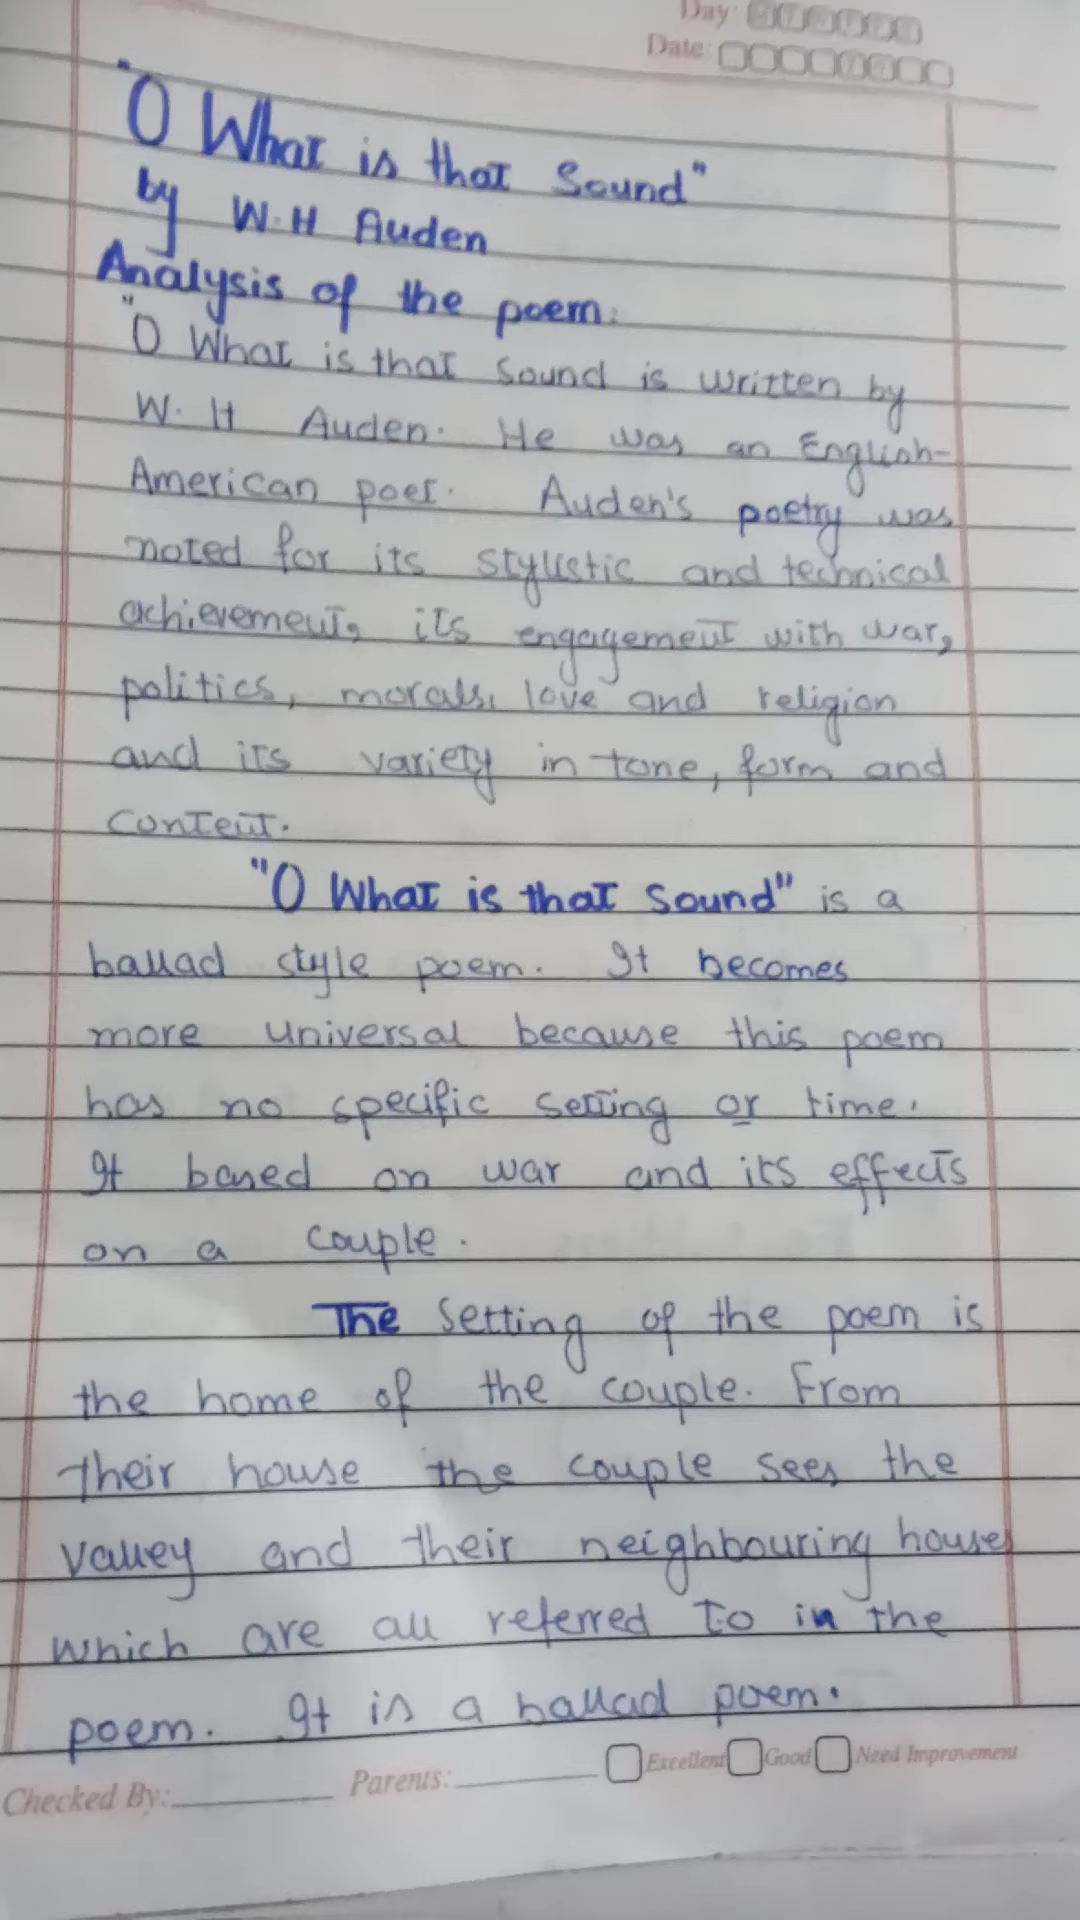 Day:
Date:
"O What is that Sound"
by W.H Auden
Analysis of the poem:
"O What is that Sound is written by
W. H Auden. He was an English-
American poet. Auden's poetry was
noted for its stylistic and technical
achievement, its engagement with war,
politics, morals, love and religion
and its variety in tone, form and
content.
"O What is that Sound" is a
ballad style poem. It becomes
more universal because this poem
has no specific setting or time.
It based on war and its effects
on a couple.
The setting of the poem is
the home of the couple. From
their house the couple sees the
valley and their neighbouring houses
which are all referred to in the
poem. It is a ballad poem.
Checked By: Parents: Excellent Good Need Improvement